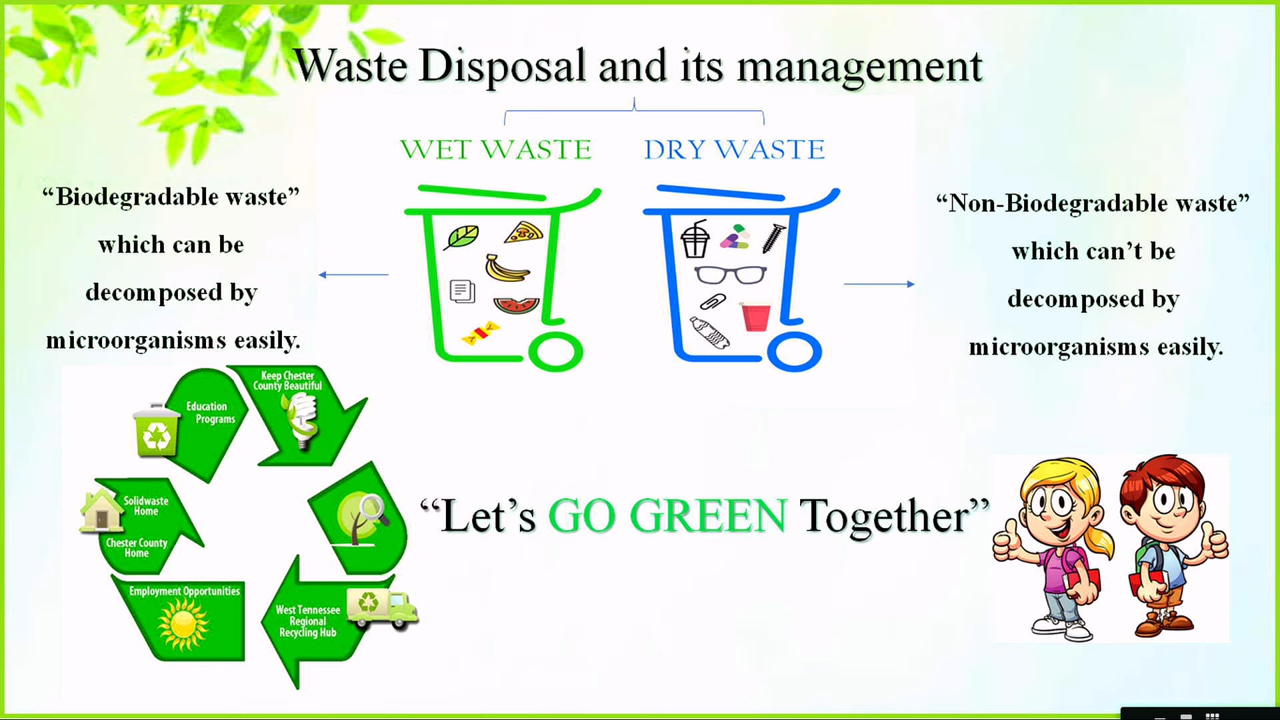 Waste Disposal and its management
WET WASTE
DRY WASTE
“Biodegradable waste”
which can be
decomposed by
microorganisms easily.
“Non-Biodegradable waste”
which can’t be
decomposed by
microorganisms easily.
Keep Chester
County Beautiful
Education
Programs
Solidwaste
Home
Chester County
Home
Employment Opportunities
West Tennessee
Regional
Recycling Hub
“Let’s GO GREEN Together”